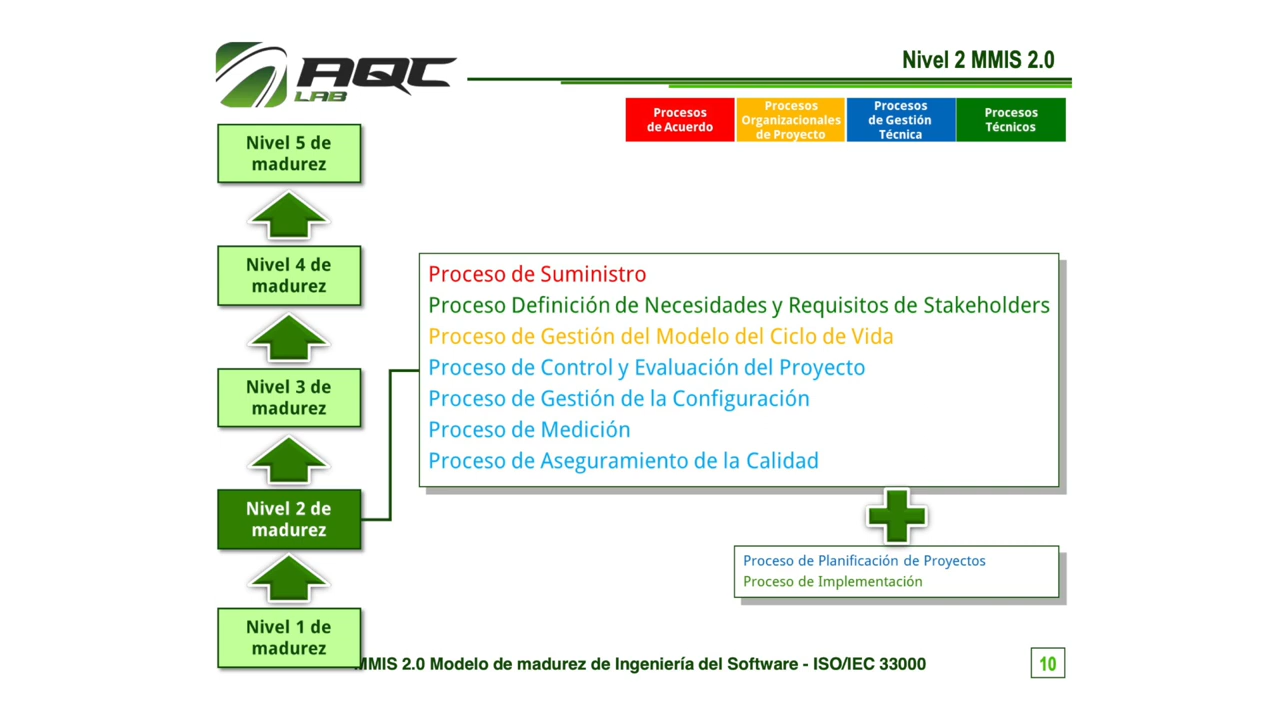 AQC
LAB
Nivel 2 MMIS 2.0
Procesos
de Acuerdo
Procesos
Organizacionales
de Proyecto
Procesos
de Gestión
Técnica
Procesos
Técnicos
Nivel 5 de
madurez
Nivel 4 de
madurez
Nivel 3 de
madurez
Nivel 2 de
madurez
Nivel 1 de
madurez
Proceso de Suministro
Proceso Definición de Necesidades y Requisitos de Stakeholders
Proceso de Gestión del Modelo del Ciclo de Vida
Proceso de Control y Evaluación del Proyecto
Proceso de Gestión de la Configuración
Proceso de Medición
Proceso de Aseguramiento de la Calidad
Proceso de Planificación de Proyectos
Proceso de Implementación
MMIS 2.0 Modelo de madurez de Ingeniería del Software - ISO/IEC 33000
10